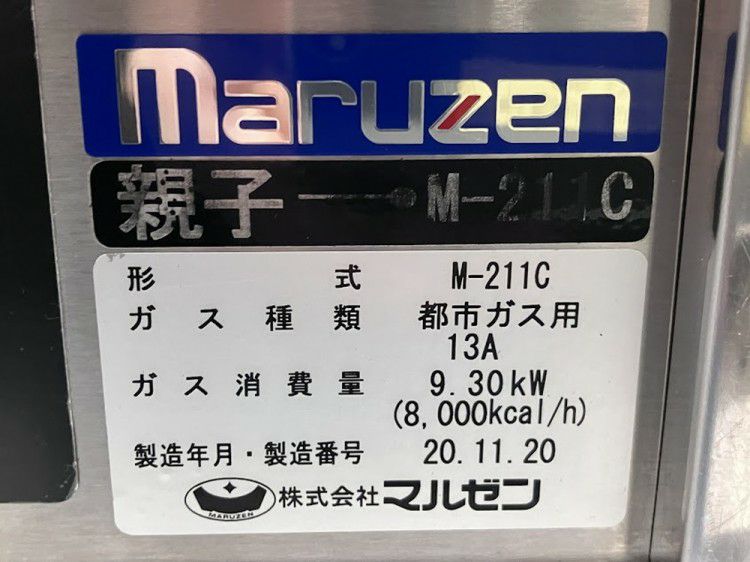 maruzen
親子 M-211C
形 式 M-211C
ガス種類 都市ガス用
13A
ガス消費量 9.30kW
(8,000kcal/h)
製造年月・製造番号 20.11.20
MARUZEN 株式会社マルゼン